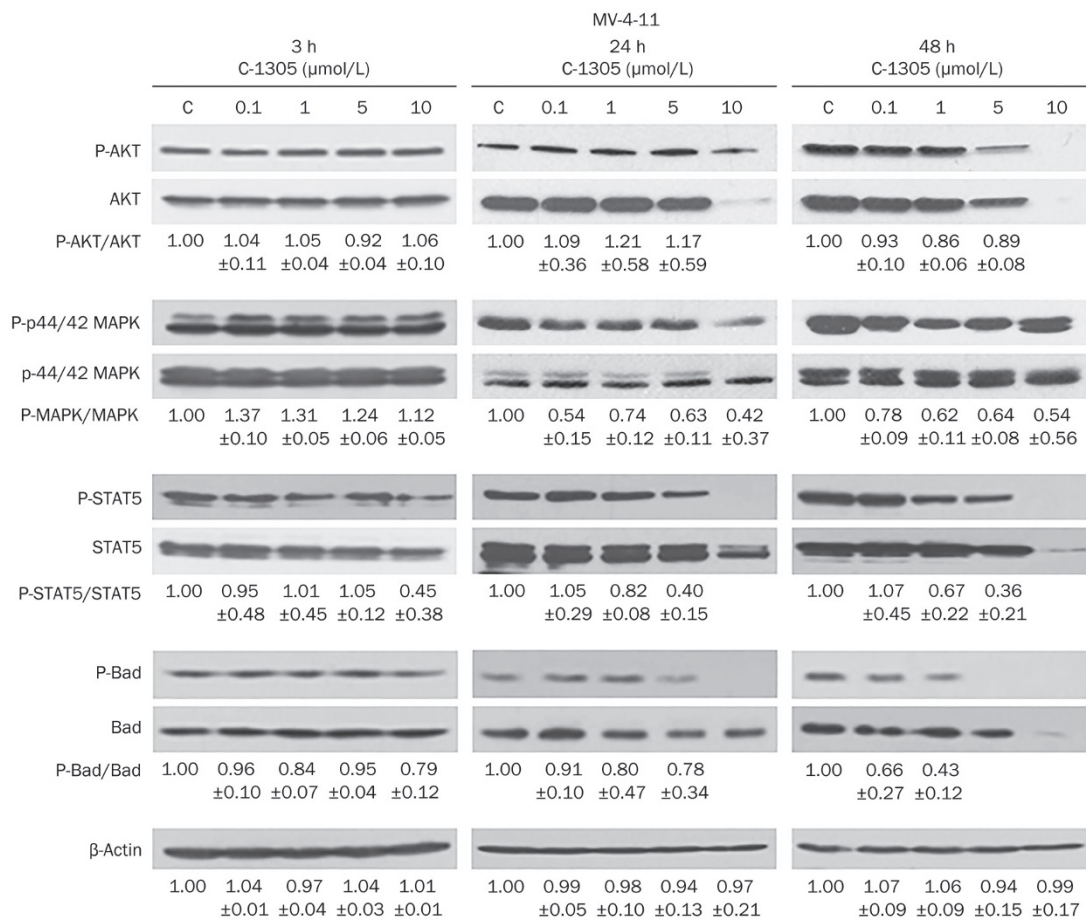 MV-4-11
3 h 24 h 48 h
C-1305 (µmol/L) C-1305 (µmol/L) C-1305 (µmol/L)
C 0.1 1 5 10 C 0.1 1 5 10 C 0.1 1 5 10
P-AKT
AKT
P-AKT/AKT 1.00 1.04 1.05 0.92 1.06 1.00 1.09 1.21 1.17 1.00 0.93 0.86 0.89
±0.11 ±0.04 ±0.04 ±0.10 ±0.36 ±0.58 ±0.59 ±0.10 ±0.06 ±0.08
P-p44/42 MAPK
p-44/42 MAPK
P-MAPK/MAPK 1.00 1.37 1.31 1.24 1.12 1.00 0.54 0.74 0.63 0.42 1.00 0.78 0.62 0.64 0.54
±0.10 ±0.05 ±0.06 ±0.05 ±0.15 ±0.12 ±0.11 ±0.37 ±0.09 ±0.11 ±0.08 ±0.56
P-STAT5
STAT5
P-STAT5/STAT5 1.00 0.95 1.01 1.05 0.45 1.00 1.05 0.82 0.40 1.00 1.07 0.67 0.36
±0.48 ±0.45 ±0.12 ±0.38 ±0.29 ±0.08 ±0.15 ±0.45 ±0.22 ±0.21
P-Bad
Bad
P-Bad/Bad 1.00 0.96 0.84 0.95 0.79 1.00 0.91 0.80 0.78 1.00 0.66 0.43
±0.10 ±0.07 ±0.04 ±0.12 ±0.10 ±0.47 ±0.34 ±0.27 ±0.12
β-Actin
1.00 1.04 0.97 1.04 1.01 1.00 0.99 0.98 0.94 0.97 1.00 1.07 1.06 0.94 0.99
±0.01 ±0.04 ±0.03 ±0.01 ±0.05 ±0.10 ±0.13 ±0.21 ±0.09 ±0.09 ±0.15 ±0.17